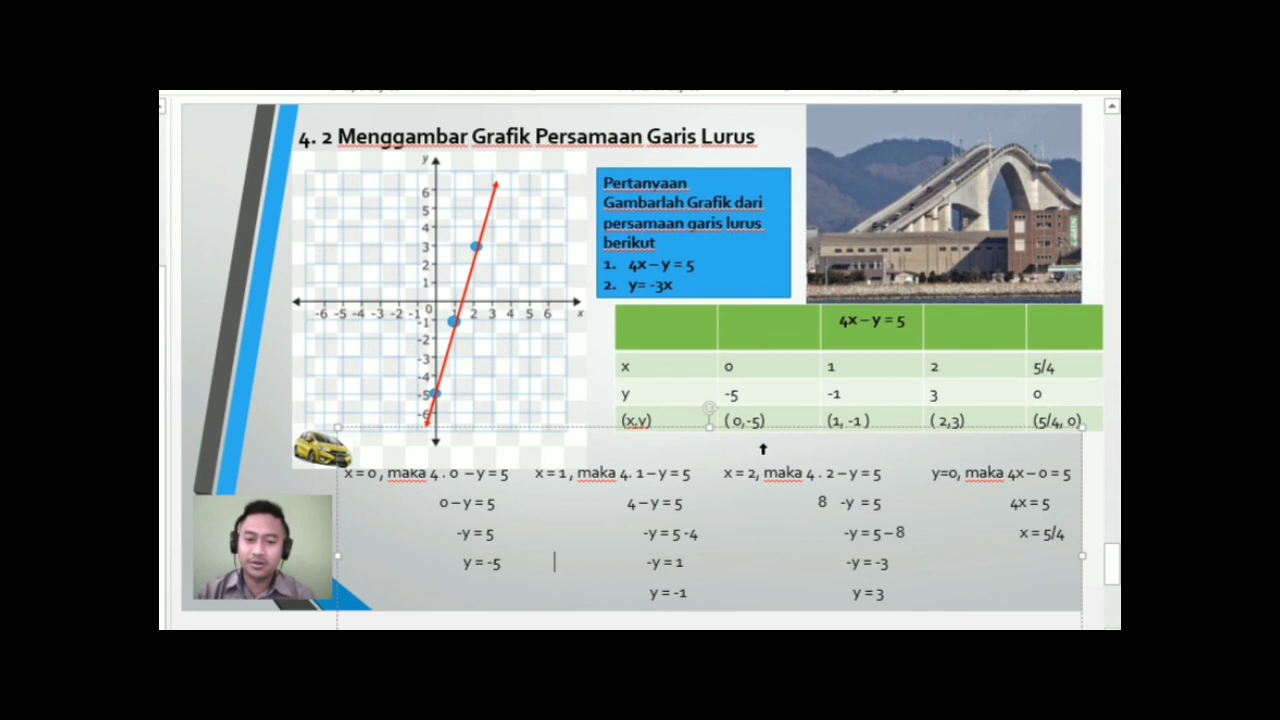 4. 2 Menggambar Grafik Persamaan Garis Lurus
y
6
5
4
3
2
1
-6 -5 -4 -3 -2 -1 0 1 2 3 4 5 6 x
-1
-2
-3
-4
-5
-6
Pertanyaan
Gambarlah Grafik dari
persamaan garis lurus
berikut
1. 4x – y = 5
2. y= -3x
4x – y = 5
x 0 1 2 5/4
y -5 -1 3 0
(x,y) ( 0,-5) (1, -1 ) ( 2,3) (5/4, 0)
x = 0 , maka 4 . 0 – y = 5 x = 1 , maka 4. 1 – y = 5 x = 2, maka 4 . 2 – y = 5 y=0, maka 4x – 0 = 5
0 – y = 5 4 – y = 5 8 -y = 5 4x = 5
-y = 5 -y = 5 -4 -y = 5 – 8 x = 5/4
y = -5 -y = 1 -y = -3
y = -1 y = 3